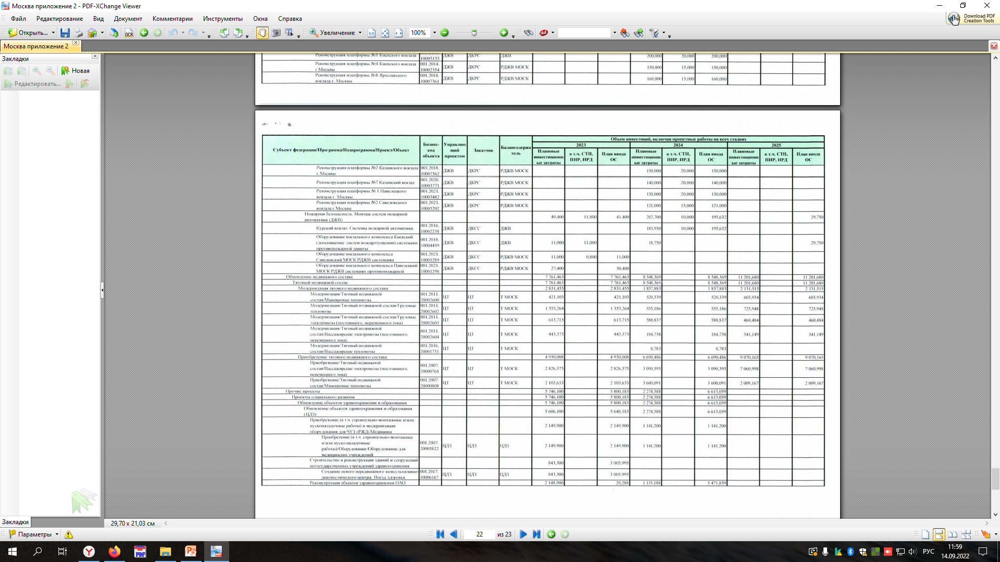 Москва приложение 2 - PDF-XChange Viewer
Файл Редактирование Вид Документ Комментарии Инструменты Окна Справка
Download PDF
Creation Tools
Открыть... OCR Увеличение 1:1 100% Ask
Москва приложение 2
Закладки
Новая
Редактировать...
Реконструкция платформы №1 Киевского вокзала 10005155 ДЖВ ДКРС ДЖВ 200,000 20,000 200,000
Реконструкция платформы №4 Киевского вокзала г.Москвы 001.2014.10002354 ДЖВ ДКРС РДЖВ МОСК 150,000 15,000 150,000
Реконструкция платформы №8 Ярославского вокзала г. Москвы 001.2018.10007361 ДЖВ ДКРС РДЖВ МОСК 160,000 13,000 160,000
Субъект федерации/Программа/Подпрограмма/Проект/Объект Бизнес-код объекта Управляющий проектом Заказчик Балансодержатель Объем инвестиций, включая проектные работы на всех стадиях
2023 2024 2025
Плановые инвестиционные затраты в т.ч. СТП, ПИР, ИРД План ввода ОС Плановые инвестиционные затраты в т.ч. СТП, ПИР, ИРД План ввода ОС Плановые инвестиционные затраты в т.ч. СТП, ПИР, ИРД План ввода ОС
Реконструкция платформы №2 Казанского вокзала г.Москвы 001.2018.10007362 ДЖВ ДКРС РДЖВ МОСК 150,000 20,000 150,000
Реконструкция платформы №7 Казанский вокзал 001.2020.10003771 ДЖВ ДКРС РДЖВ МОСК 140,000 20,000 140,000
Реконструкция платформы № 1 Павелецкого вокзала г. Москвы 001.2021.10003482 ДЖВ ДКРС РДЖВ МОСК 130,000 20,000 130,000
Реконструкция платформы №2 Савеловского вокзала г.Москвы 001.2021.10005202 ДЖВ ДКРС РДЖВ МОСК 121,000 15,000 121,000
Пожарная безопасность. Монтаж систем пожарной автоматики (ДЖВ) 49,400 11,800 41,400 202,700 10,000 195,632 29,750
Курский вокзал. Системы пожарной автоматики. 001.2016.10002238 ДЖВ ДКСС ДЖВ 183,950 10,000 195,632
Оборудование вокзального комплекса Киевский (дооснащение систем пожаротушения) системами противопожарной защиты 001.2018.10004459 ДЖВ ДКСС ДЖВ 11,000 11,000 18,750 29,750
Оборудование вокзального комплекса Савеловский МОСК РДЖВ системами 001.2021.10001289 ДЖВ ДКСС РДЖВ МОСК 11,000 0,800 11,000
Оборудование вокзального комплекса Павелецкий МОСК РДЖВ системами противопожарной 001.2021.10001298 ДЖВ ДКСС РДЖВ МОСК 27,400 30,400
Обновление подвижного состава 7 761,463 7 761,463 8 548,369 8 548,369 11 201,680 11 201,680
Тяговый подвижной состав 7 761,463 7 761,463 8 548,369 8 548,369 11 201,680 11 201,680
Модернизация тягового подвижного состава 2 831,455 2 831,455 1 857,883 1 857,883 2 131,515 2 131,515
Модернизация/Тяговый подвижной состав/Маневровые тепловозы 001.2011.20002600 ЦТ ЦТ Т МОСК 421,103 421,103 520,339 520,339 603,934 603,934
Модернизация/Тяговый подвижной состав/Грузовые тепловозы 001.2011.20002602 ЦТ ЦТ Т МОСК 1 353,264 1 353,264 555,186 555,186 725,948 725,948
Модернизация/Тяговый подвижной состав/Грузовые электровозы (постоянного, переменного тока) 001.2011.20002603 ЦТ ЦТ Т МОСК 613,715 613,715 588,837 588,837 460,484 460,484
Модернизация/Тяговый подвижной состав/Пассажирские электровозы (постоянного, переменного тока) 001.2011.20002604 ЦТ ЦТ Т МОСК 443,373 443,373 184,738 184,738 341,149 341,149
Модернизация/Тяговый подвижной состав/Пассажирские тепловозы 001.2016.20001731 ЦТ ЦТ Т МОСК 8,783 8,783
Приобретение тягового подвижного состава 4 930,008 4 930,008 6 690,486 6 690,486 9 070,165 9 070,165
Приобретение/Тяговый подвижной состав/Пассажирские электровозы (постоянного, переменного тока) 001.2007.20000768 ЦТ ЦТ Т МОСК 2 826,375 2 826,375 3 090,395 3 090,395 7 060,998 7 060,998
Приобретение/Тяговый подвижной состав/Маневровые тепловозы 001.2007.20000808 ЦТ ЦТ Т МОСК 2 103,633 2 103,633 3 600,091 3 600,091 2 009,167 2 009,167
Прочие проекты 5 746,100 5 800,183 2 274,388 6 613,059
Проекты социального развития 5 746,100 5 800,183 2 274,388 6 613,059
Обновление объектов здравоохранения и образования 5 746,100 5 800,183 2 274,388 6 613,059
Обновление объектов здравоохранения и образования (ЦДЗ) 5 606,100 5 640,183 2 274,388 6 613,059
Приобретение (в т.ч. строительно-монтажные и/или пусконаладочные работы) и модернизация оборудования для ЧУЗ «РЖД-Медицина 2 149,900 2 149,900 1 141,200 1 141,200
Приобретение (в т.ч. строительно-монтажные и/или пуско-наладочные работы)/Оборудование/Оборудование для медицинских учреждений 001.2007.20005822 ЦДЗ ЦДЗ ЦДЗ 2 149,900 2 149,900 1 141,200 1 141,200
Строительство и реконструкция зданий и сооружений негосударственных учреждений здравоохранения 843,300 3 005,995
Создание нового передвижного консультативно-диагностического центра. Поезд здоровья 001.2017.10006167 ЦДЗ ЦДЗ ЦДЗ 843,300 3 005,995
Реконструкция объектов здравоохранения ОАО 2 148,900 20,288 1 133,188 5 471,859
Закладки 29,70 x 21,03 см
Параметры 22 из 23
РУС 11:59
14.09.2022